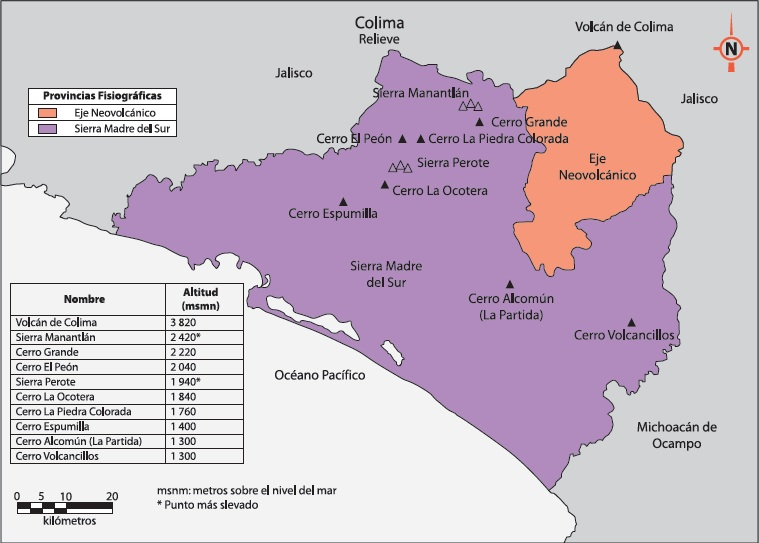 Colima
Relieve
Volcán de Colima
N
Jalisco
Jalisco
Provincias Fisiográficas
Eje Neovolcánico
Sierra Madre del Sur
Sierra Manantlán
Cerro Grande
Cerro El Peón
Cerro La Piedra Colorada
Sierra Perote
Eje
Neovolcánico
Cerro La Ocotera
Cerro Espumilla
Sierra Madre
del Sur
Cerro Alcomún
(La Partida)
Cerro Volcancillos
Océano Pacífico
Michoacán de
Ocampo
Nombre Altitud
(msmn)
Volcán de Colima 3 820
Sierra Manantlán 2 420*
Cerro Grande 2 220
Cerro El Peón 2 040
Sierra Perote 1 940*
Cerro La Ocotera 1 840
Cerro La Piedra Colorada 1 760
Cerro Espumilla 1 400
Cerro Alcomún (La Partida) 1 300
Cerro Volcancillos 1 300
0 5 10 20
kilómetros
msnm: metros sobre el nivel del mar
* Punto más slevado